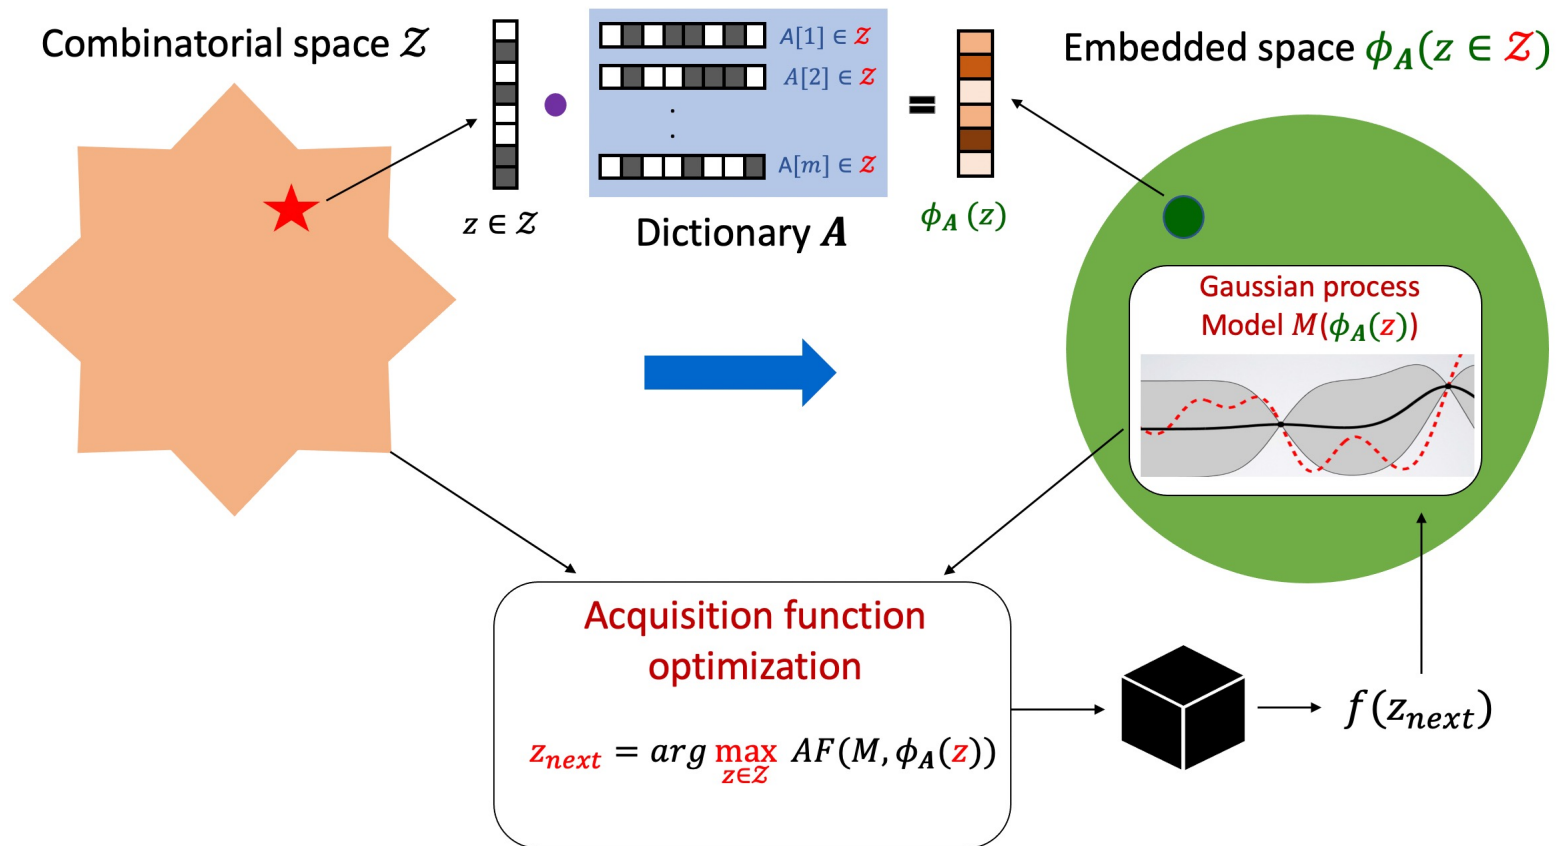 Combinatorial space 𝒵
z ∈ 𝒵
A[1] ∈ 𝒵
A[2] ∈ 𝒵
.
.
A[m] ∈ 𝒵
Dictionary A
=
ϕ_A (z)
Embedded space ϕ_A(z ∈ 𝒵)
Gaussian process
Model M(ϕ_A(z))
Acquisition function
optimization
z_next = arg max_{z∈𝒵} AF(M, ϕ_A(z))
f(z_next)